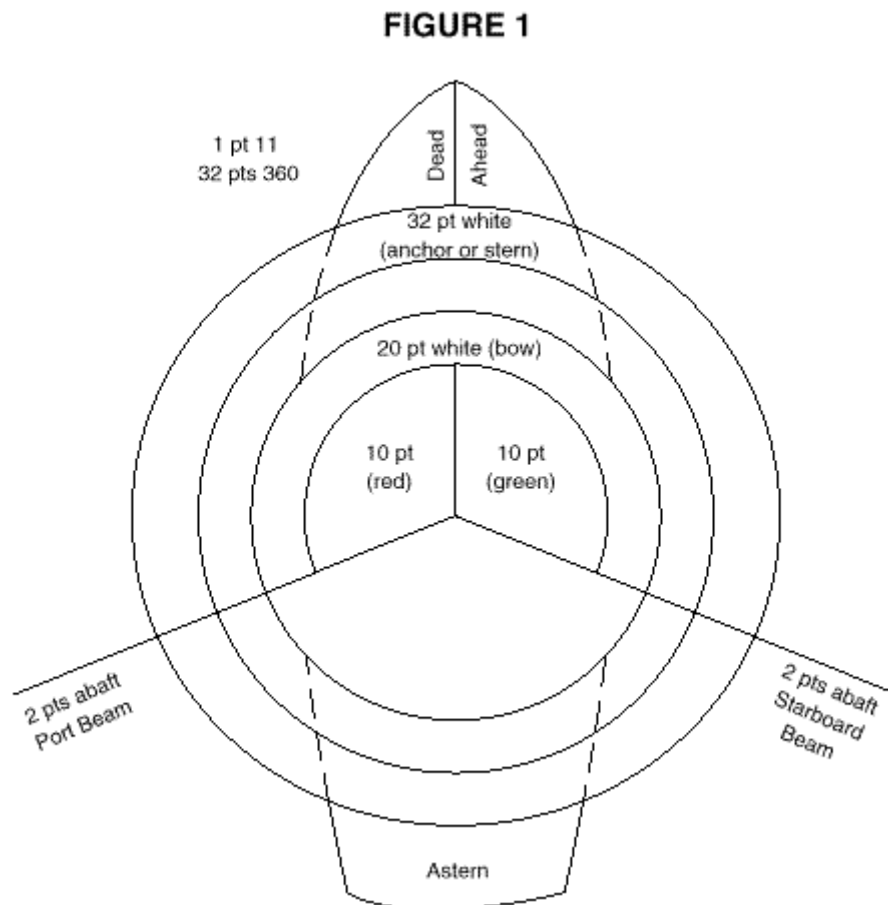 FIGURE 1
1 pt 11
32 pts 360
Dead
Ahead
32 pt white
(anchor or stern)
20 pt white (bow)
10 pt
(red)
10 pt
(green)
2 pts abaft
Port Beam
2 pts abaft
Starboard
Beam
Astern